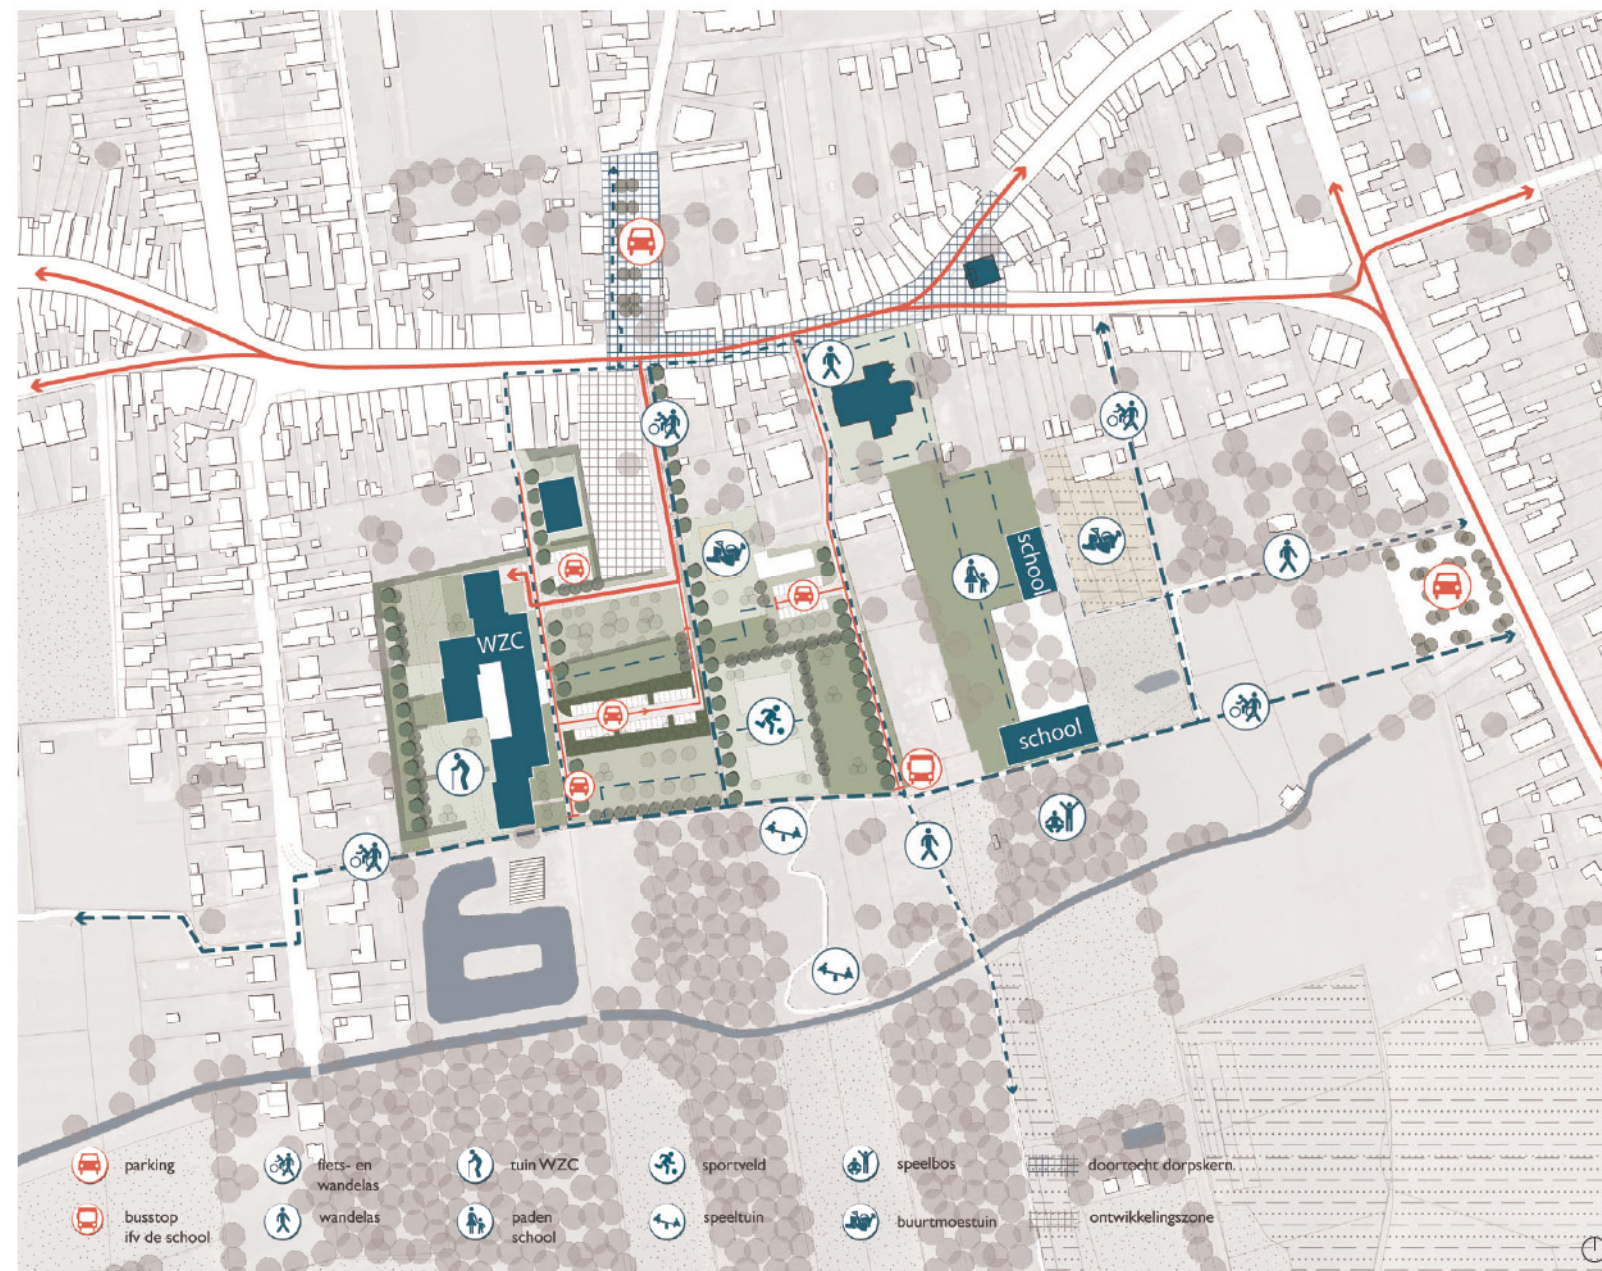 school
WZC
school
parking
fiets- en
wandelas
tuin WZC
sportveld
speelbos
doortocht dorpskern
busstop
ifv de school
wandelas
paden
school
speeltuin
buurtmoestuin
ontwikkelingszone